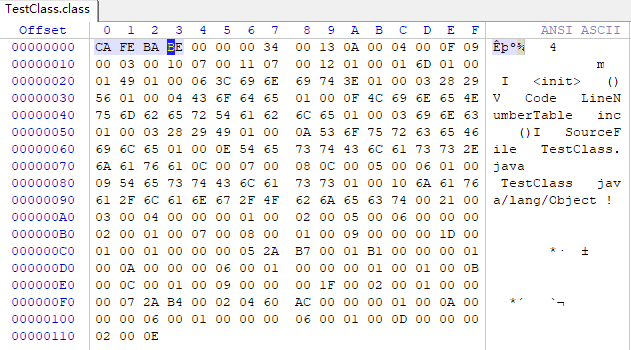 TestClass.class
Offset 0 1 2 3 4 5 6 7 8 9 A B C D E F ANSI ASCII
00000000 CA FE BA BE 00 00 00 34 00 13 0A 00 04 00 0F 09 Êþº¾ 4
00000010 00 03 00 10 07 00 11 07 00 12 01 00 01 6D 01 00 m
00000020 01 49 01 00 06 3C 69 6E 69 74 3E 01 00 03 28 29 I <init> ()
00000030 56 01 00 04 43 6F 64 65 01 00 0F 4C 69 6E 65 4E V Code LineN
00000040 75 6D 62 65 72 54 61 62 6C 65 01 00 03 69 6E 63 umberTable inc
00000050 01 00 03 28 29 49 01 00 0A 53 6F 75 72 63 65 46 ()I SourceF
00000060 69 6C 65 01 00 0E 54 65 73 74 43 6C 61 73 73 2E ile TestClass.
00000070 6A 61 76 61 0C 00 07 00 08 0C 00 05 00 06 01 00 java
00000080 09 54 65 73 74 43 6C 61 73 73 01 00 10 6A 61 76 TestClass jav
00000090 61 2F 6C 61 6E 67 2F 4F 62 6A 65 63 74 00 21 00 a/lang/Object !
000000A0 03 00 04 00 00 00 01 00 02 00 05 00 06 00 00 00
000000B0 02 00 01 00 07 00 08 00 01 00 09 00 00 00 1D 00
000000C0 01 00 01 00 00 00 05 2A B7 00 01 B1 00 00 00 01 *· ±
000000D0 00 0A 00 00 00 06 00 01 00 00 00 01 00 01 00 0B
000000E0 00 0C 00 01 00 09 00 00 00 1F 00 02 00 01 00 00
000000F0 00 07 2A B4 00 02 04 60 AC 00 00 00 01 00 0A 00 *´ `¬
00000100 00 00 06 00 01 00 00 00 06 00 01 00 0D 00 00 00
00000110 02 00 0E